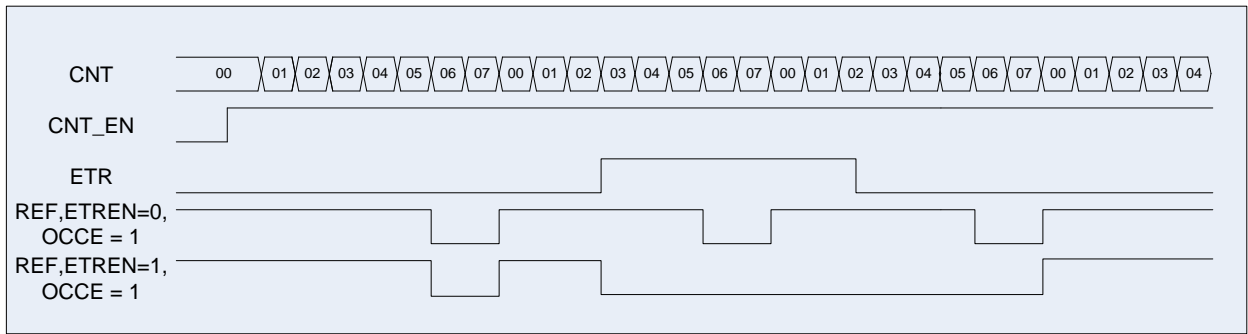 CNT 00 01 02 03 04 05 06 07 00 01 02 03 04 05 06 07 00 01 02 03 04 05 06 07 00 01 02 03 04
CNT_EN
ETR
REF,ETREN=0,
OCCE = 1
REF,ETREN=1,
OCCE = 1